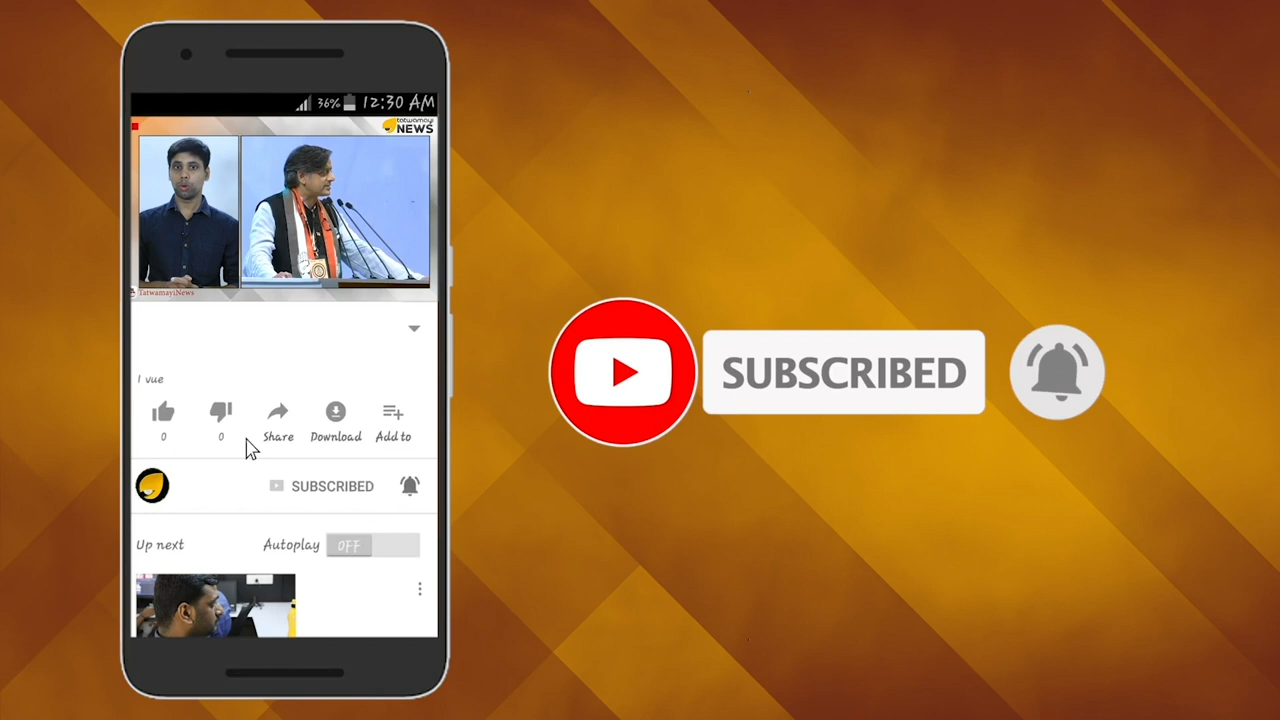 36% 12:30 AM
tatwamayi
NEWS
TatwamayiNews
1 vue
0 0 Share Download Add to
SUBSCRIBED
Up next Autoplay OFF
SUBSCRIBED